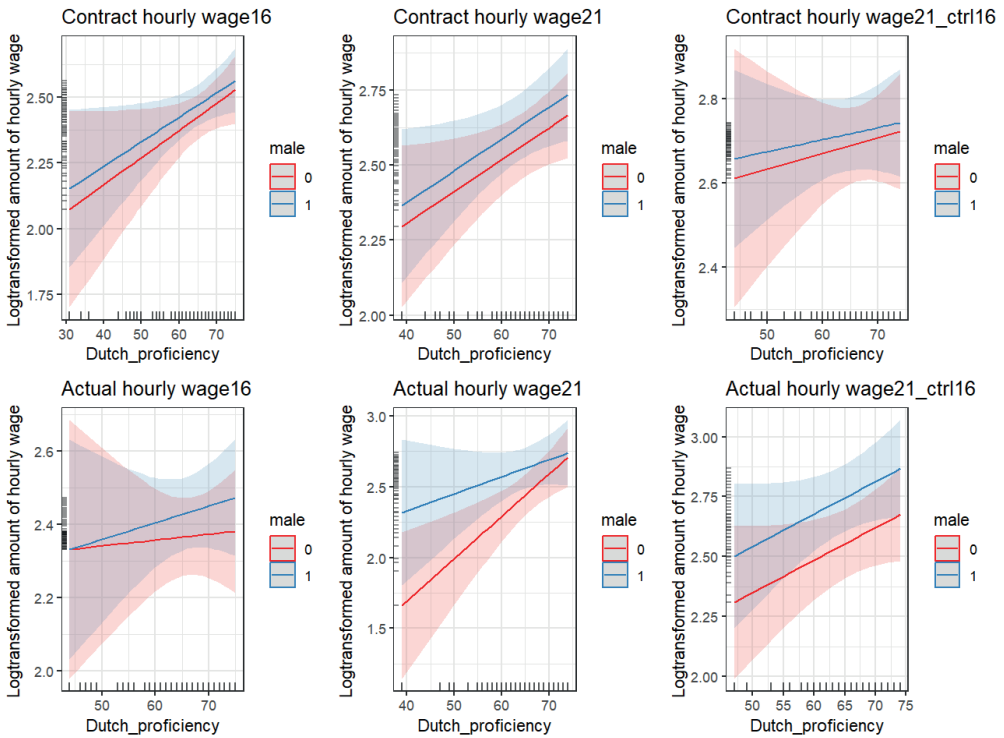 Contract hourly wage16
Logtransformed amount of hourly wage
2.50
2.25
2.00
1.75
30 40 50 60 70
Dutch_proficiency
male
0
1
Contract hourly wage21
Logtransformed amount of hourly wage
2.75
2.50
2.25
2.00
40 50 60 70
Dutch_proficiency
male
0
1
Contract hourly wage21_ctrl16
Logtransformed amount of hourly wage
2.8
2.6
2.4
50 60 70
Dutch_proficiency
male
0
1
Actual hourly wage16
Logtransformed amount of hourly wage
2.6
2.4
2.2
2.0
50 60 70
Dutch_proficiency
male
0
1
Actual hourly wage21
Logtransformed amount of hourly wage
3.0
2.5
2.0
1.5
40 50 60 70
Dutch_proficiency
male
0
1
Actual hourly wage21_ctrl16
Logtransformed amount of hourly wage
3.00
2.75
2.50
2.25
2.00
50 55 60 65 70 75
Dutch_proficiency
male
0
1